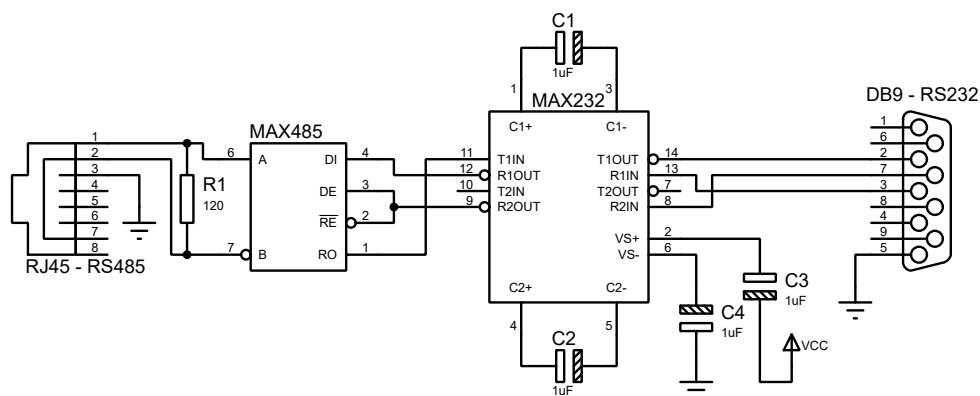 C1
1uF
1
3
MAX232
C1+
C1-
DB9 - RS232
1
6
2
7
3
8
4
9
5
MAX485
1
2
3
4
5
6
7
8
RJ45 - RS485
R1
120
6
A
7
B
DI
4
DE
3
RE
2
RO
1
11
T1IN
12
R1OUT
10
T2IN
9
R2OUT
T1OUT
14
R1IN
13
T2OUT
7
R2IN
8
VS+
2
VS-
6
C2+
C2-
4
5
C2
1uF
C4
1uF
C3
1uF
VCC